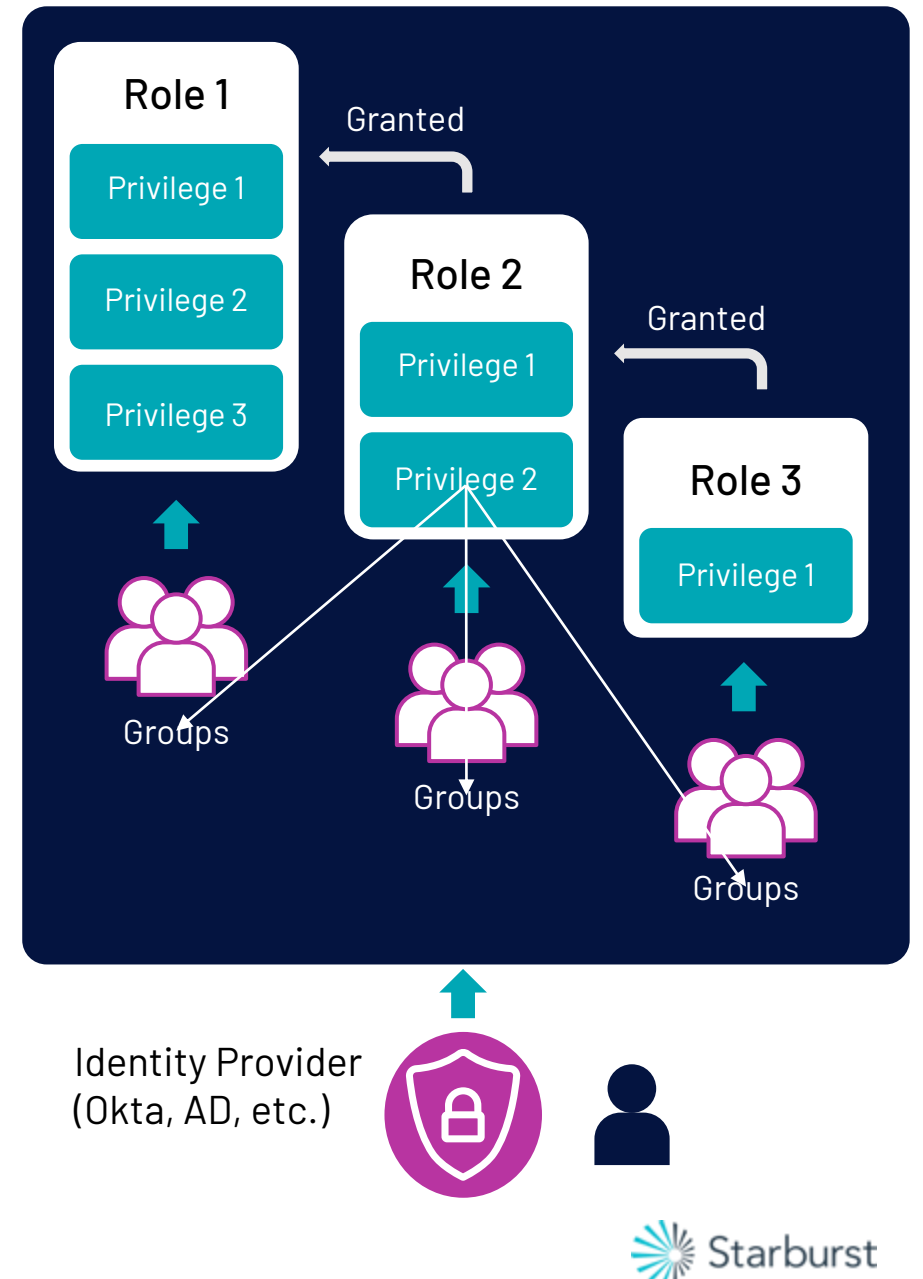 Role 1
Privilege 1
Privilege 2
Privilege 3
Granted
Role 2
Privilege 1
Privilege 2
Granted
Role 3
Privilege 1
Groups
Groups
Groups
Identity Provider
(Okta, AD, etc.)
Starburst